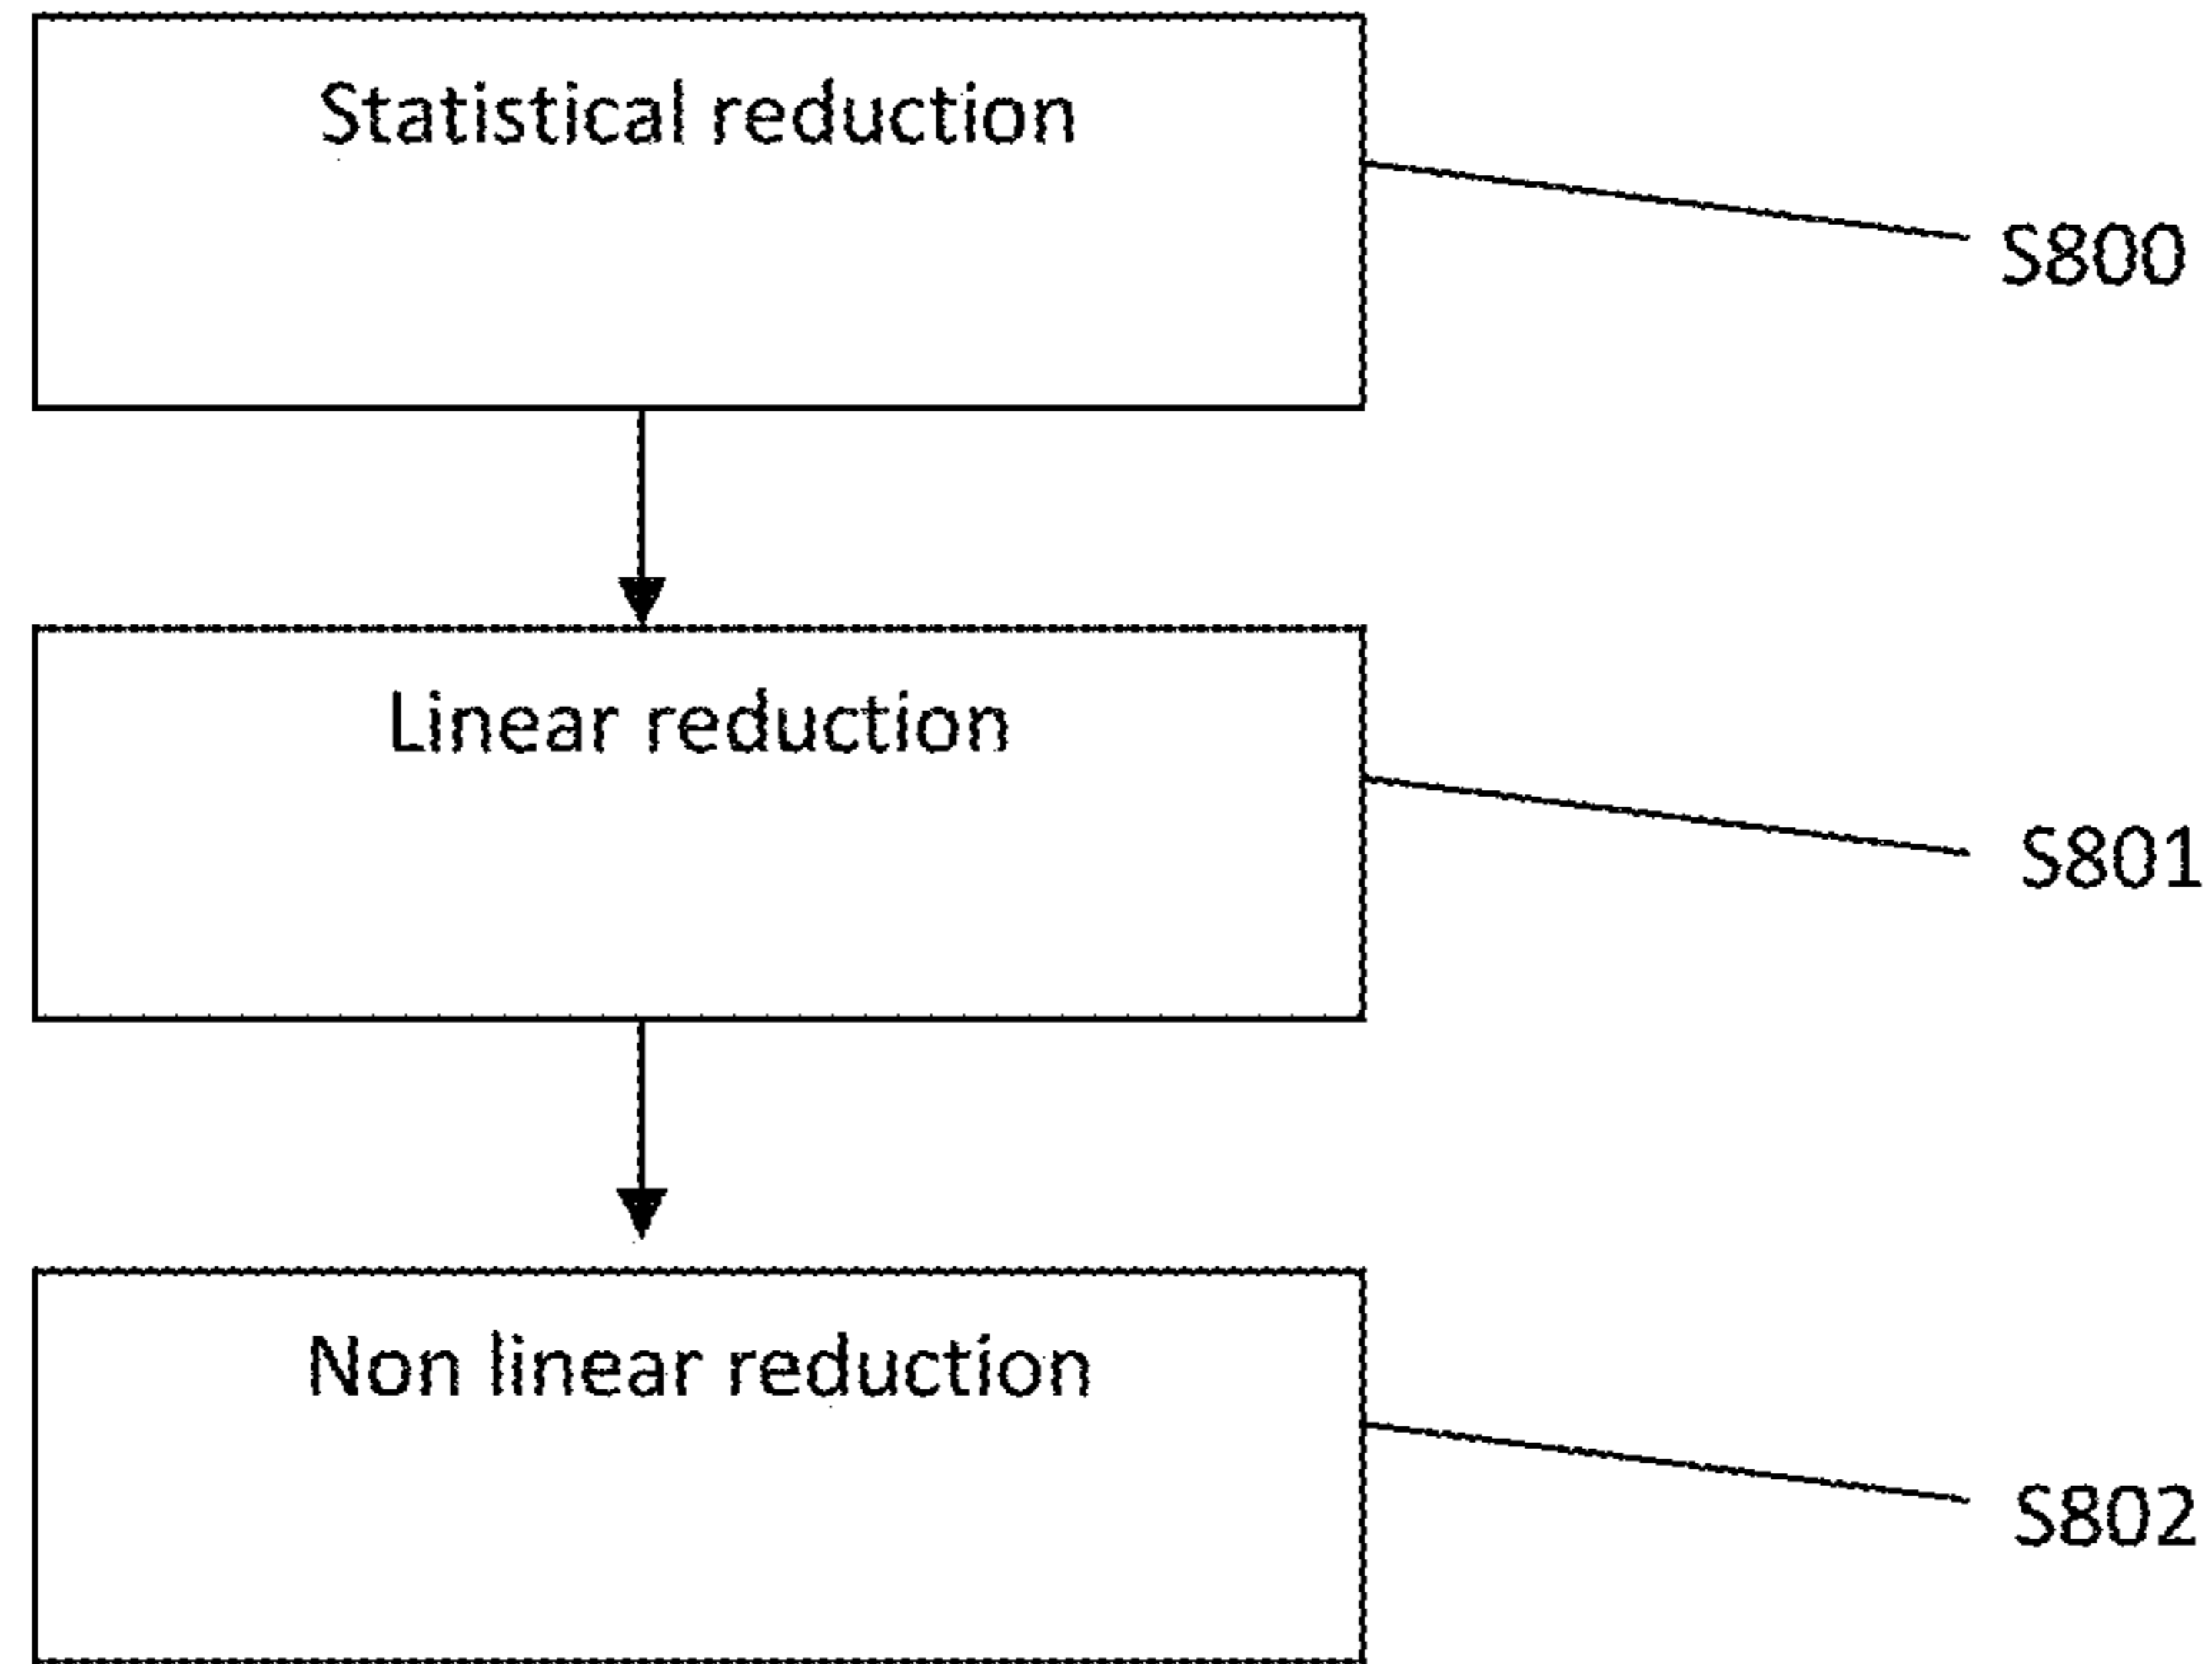 Statistical reduction
S800
Linear reduction
S801
Non linear reduction
S802